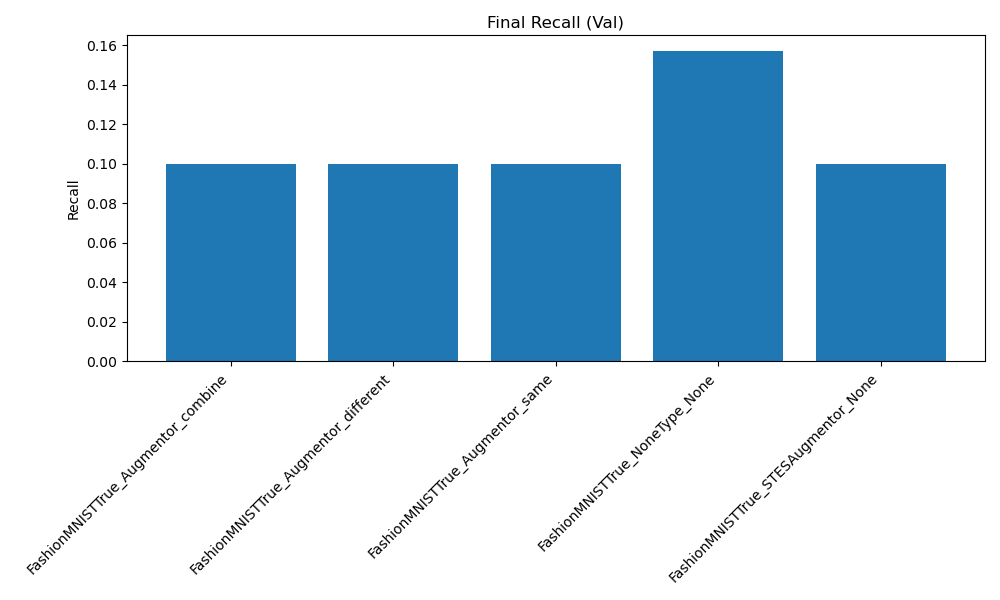 Final Recall (Val)
Recall
0.16
0.14
0.12
0.10
0.08
0.06
0.04
0.02
0.00
FashionMNISTTrue_Augmentor_combine
FashionMNISTTrue_Augmentor_different
FashionMNISTTrue_Augmentor_same
FashionMNISTTrue_NoneType_None
FashionMNISTTrue_STESAugmentor_None